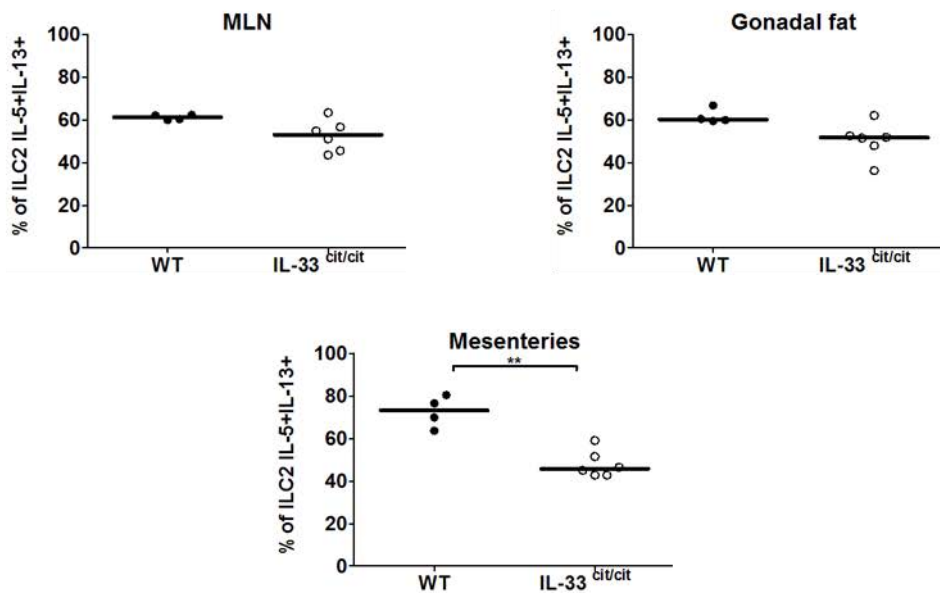 MLN
% of ILC2 IL-5+IL-13+
100
80
60
40
20
0
WT
IL-33 cit/cit
Gonadal fat
% of ILC2 IL-5+IL-13+
100
80
60
40
20
0
WT
IL-33 cit/cit
Mesenteries
% of ILC2 IL-5+IL-13+
100
80
60
40
20
0
**
WT
IL-33 cit/cit